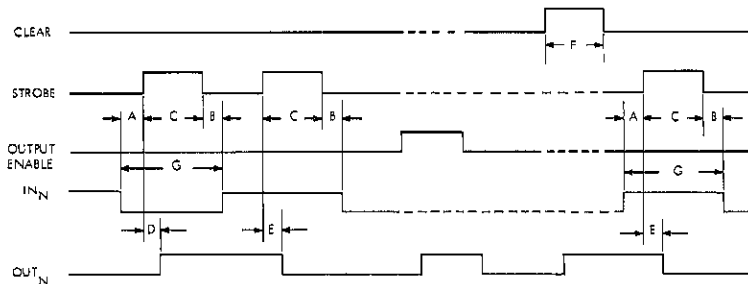 CLEAR
F
STROBE
A C B C B A C B
OUTPUT
ENABLE
G G
IN_N
D E E
OUT_N